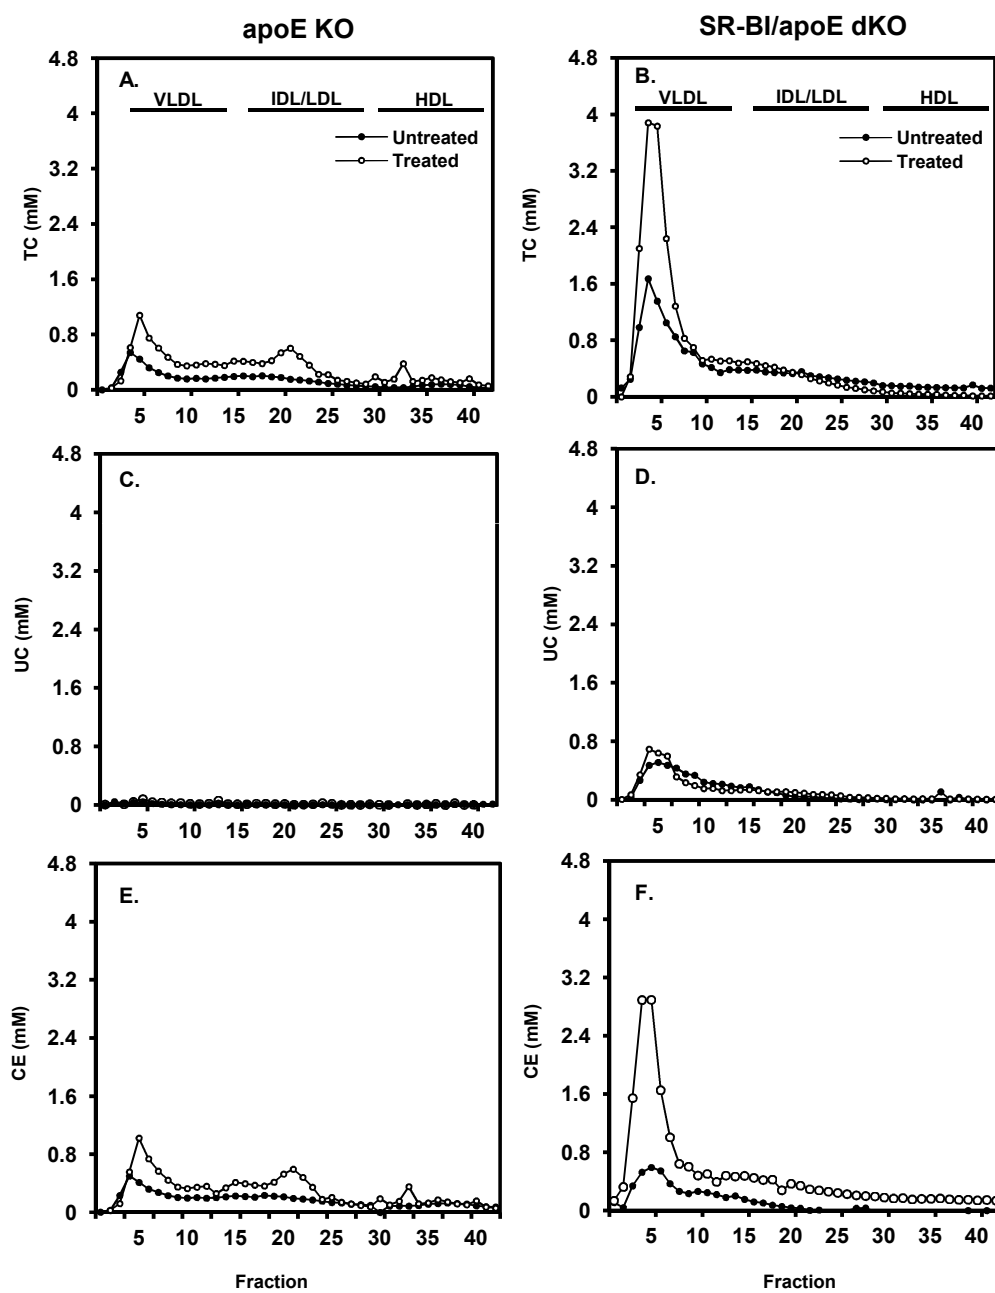 apoE KO
SR-BI/apoE dKO
A.
VLDL
IDL/LDL
HDL
Untreated
Treated
TC (mM)
4.8
4
3.2
2.4
1.6
0.8
0
5 10 15 20 25 30 35 40
B.
VLDL
IDL/LDL
HDL
Untreated
Treated
TC (mM)
4.8
4
3.2
2.4
1.6
0.8
0
5 10 15 20 25 30 35 40
C.
UC (mM)
4.8
4
3.2
2.4
1.6
0.8
0
5 10 15 20 25 30 35 40
D.
UC (mM)
4.8
4
3.2
2.4
1.6
0.8
0
5 10 15 20 25 30 35 40
E.
CE (mM)
4.8
4
3.2
2.4
1.6
0.8
0
5 10 15 20 25 30 35 40
Fraction
F.
CE (mM)
4.8
4
3.2
2.4
1.6
0.8
0
5 10 15 20 25 30 35 40
Fraction